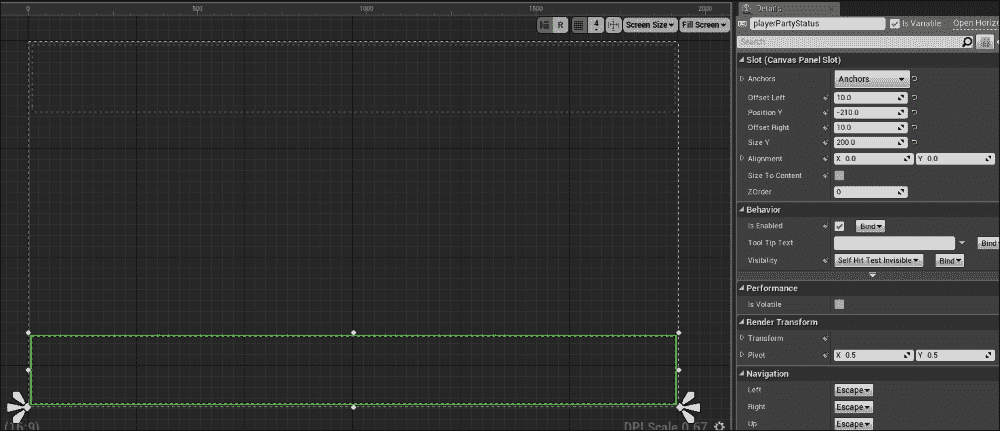 0 500 1000 1500 2000
R 4 Screen Size Fill Screen
(16:9)
DPI Scale 0.67
Details
playerPartyStatus Is Variable Open Horizo
Search
Slot (Canvas Panel Slot)
Anchors Anchors
Offset Left 10.0
Position Y -210.0
Offset Right 10.0
Size Y 200.0
Alignment X 0.0 Y 0.0
Size To Content
ZOrder 0
Behavior
Is Enabled Bind
Tool Tip Text Bind
Visibility Self Hit Test Invisible Bind
Performance
Is Volatile
Render Transform
Transform
Pivot X 0.5 Y 0.5
Navigation
Left Escape
Right Escape
Up Escape